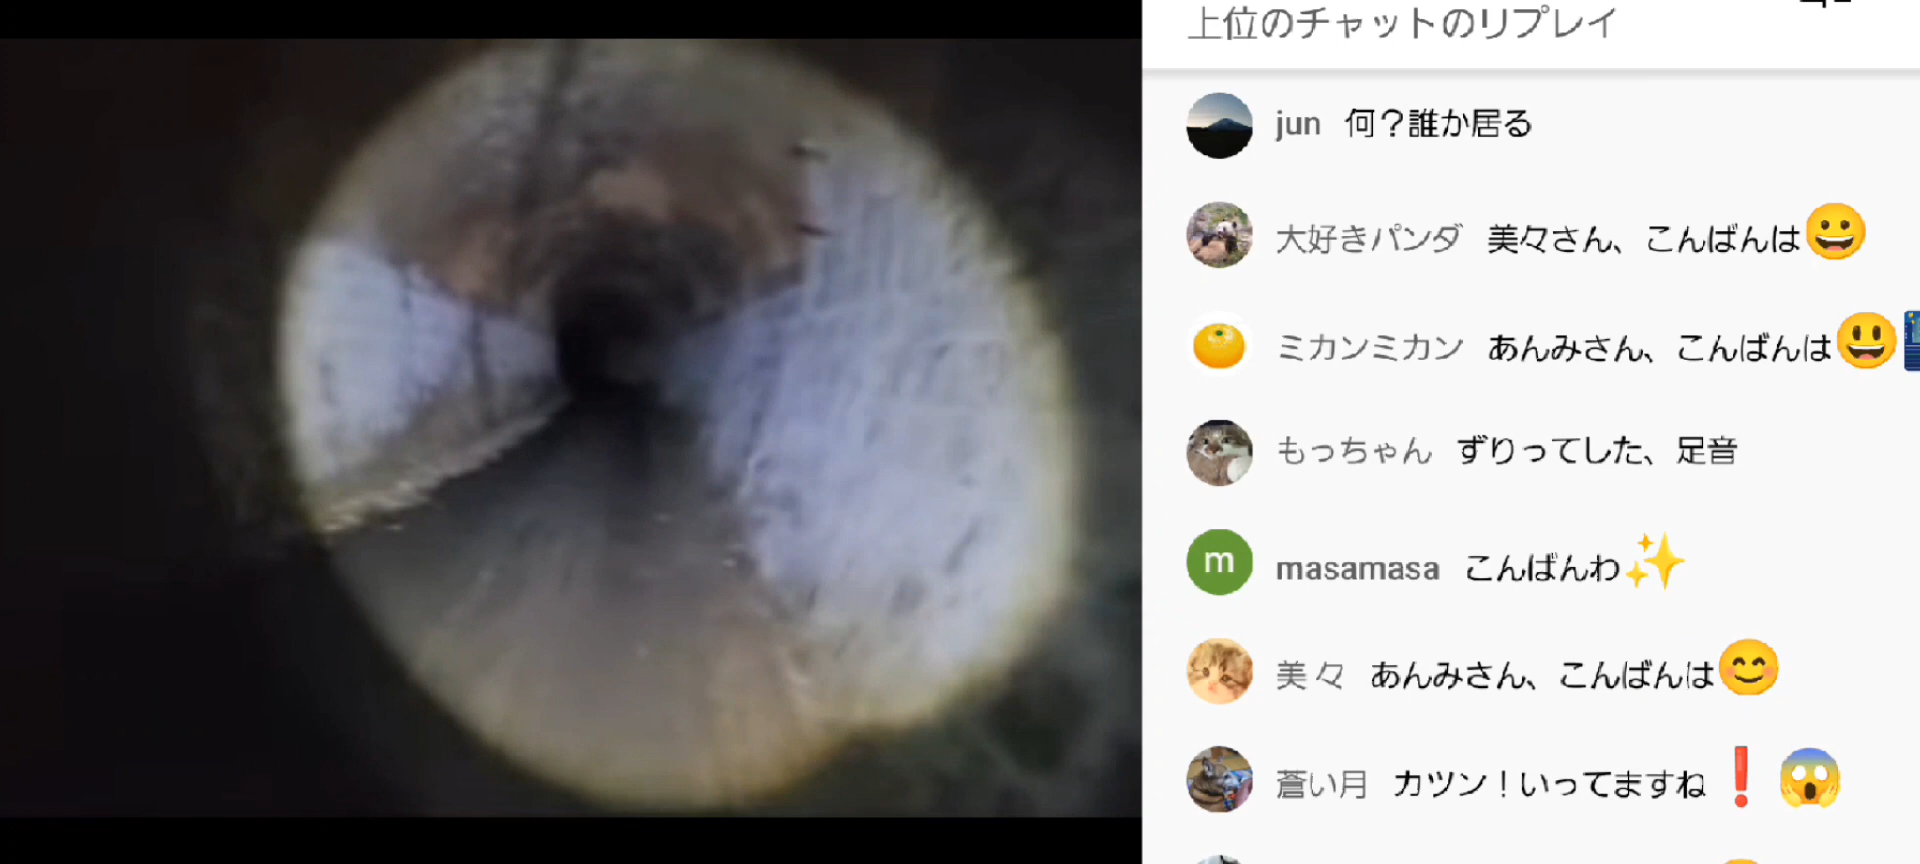 上位のチャットのリプレイ
jun 何？誰か居る
大好きパンダ 美々さん、こんばんは😀
ミカンミカン あんみさん、こんばんは😃
もっちゃん ずりってした、足音
m masamasa こんばんわ✨
美々 あんみさん、こんばんは😊
蒼い月 カツン！いってますね❗😱